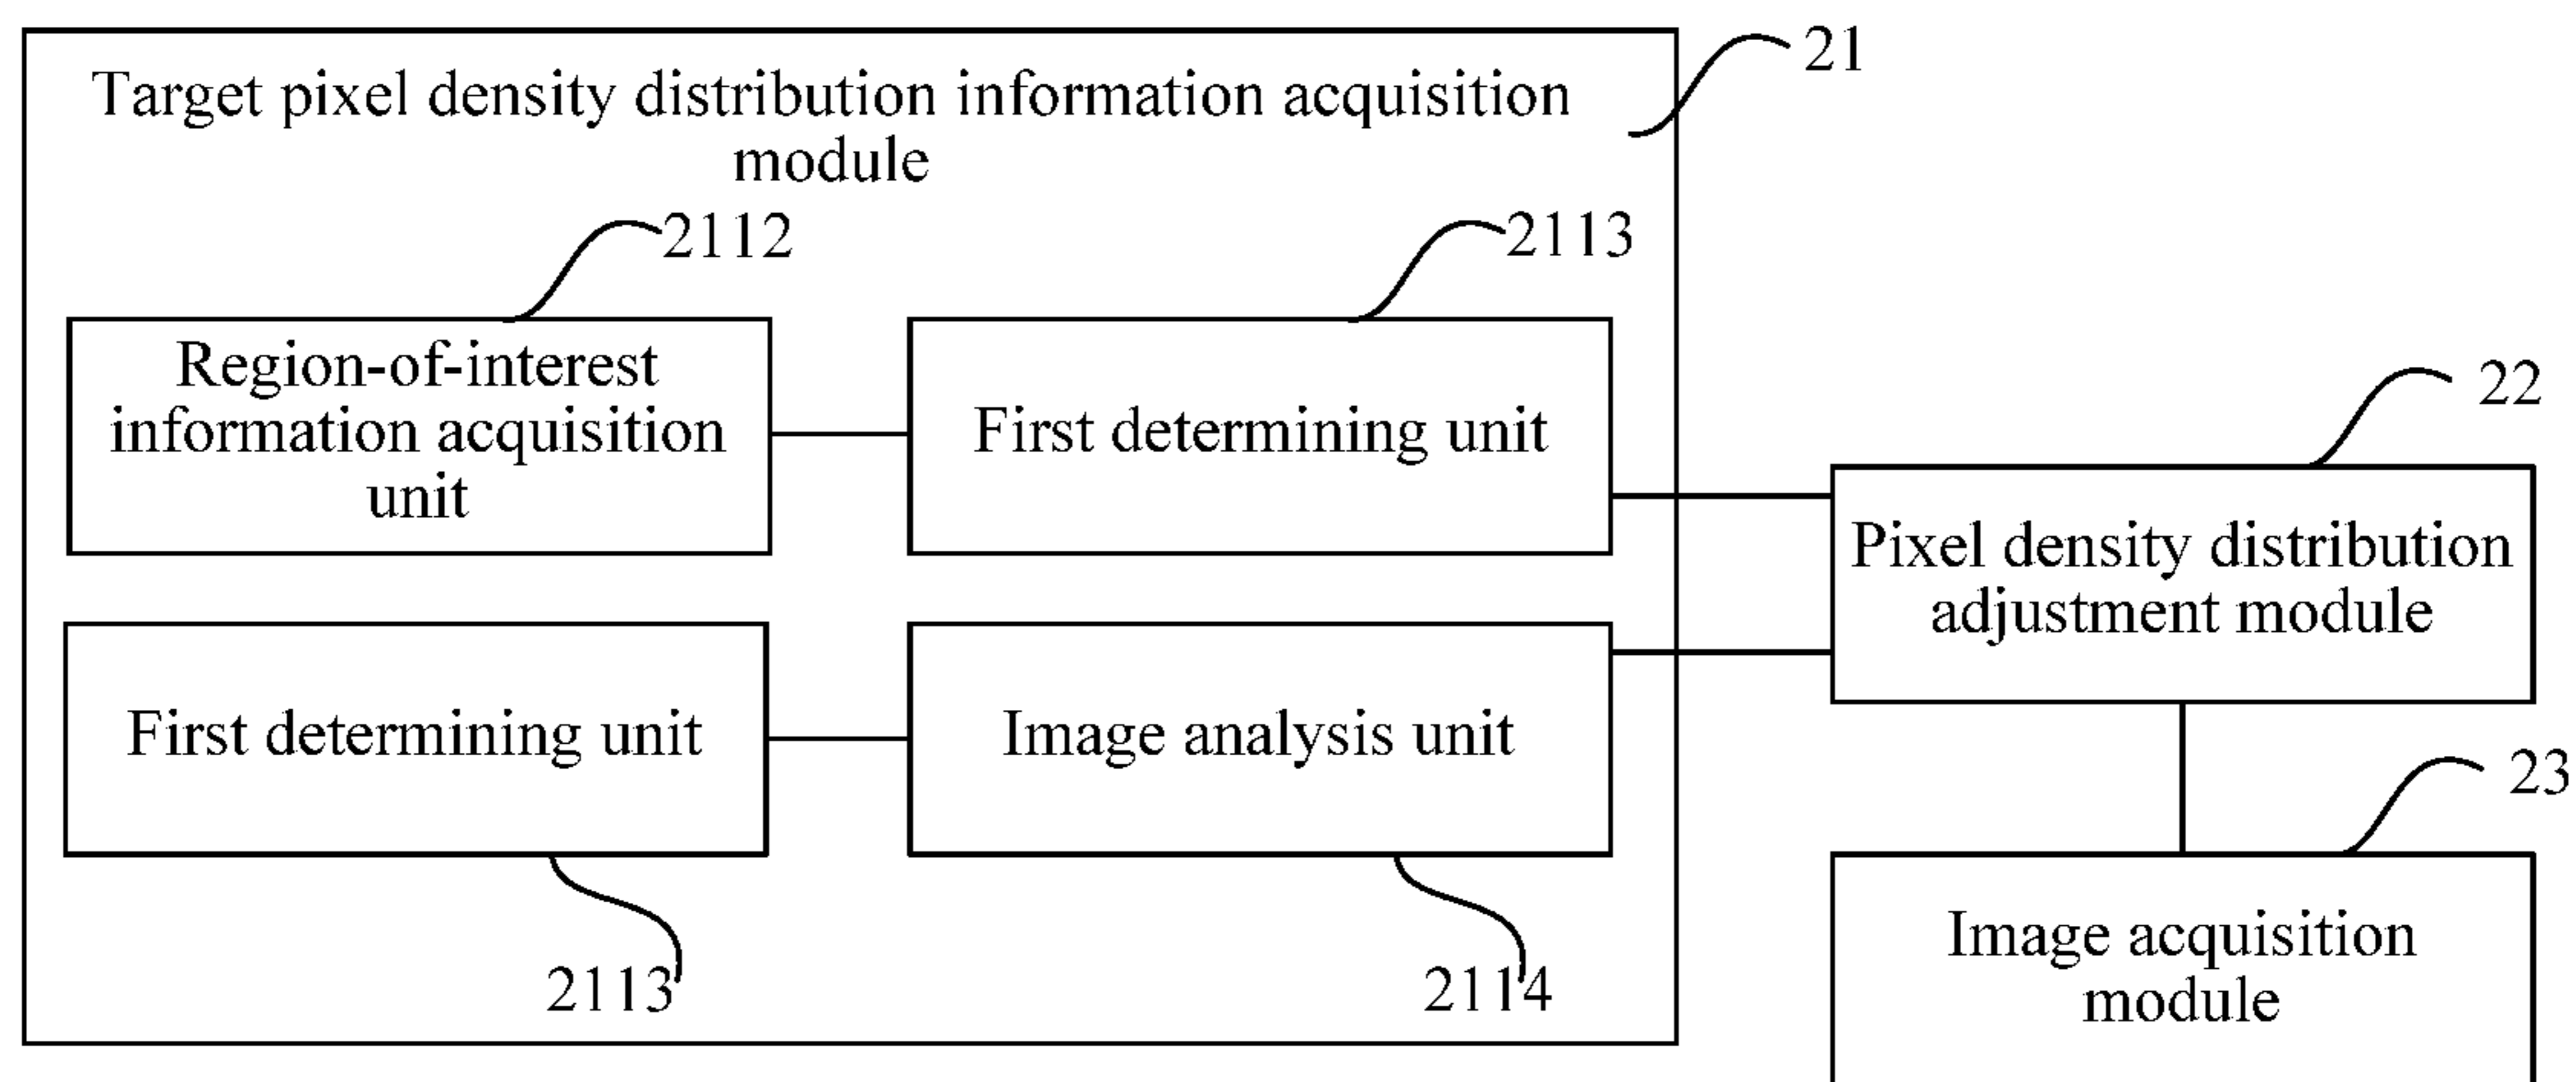 21
Target pixel density distribution information acquisition
module
2112
2113
Region-of-interest
information acquisition
unit
First determining unit
22
Pixel density distribution
adjustment module
First determining unit
Image analysis unit
23
2113
2114
Image acquisition
module